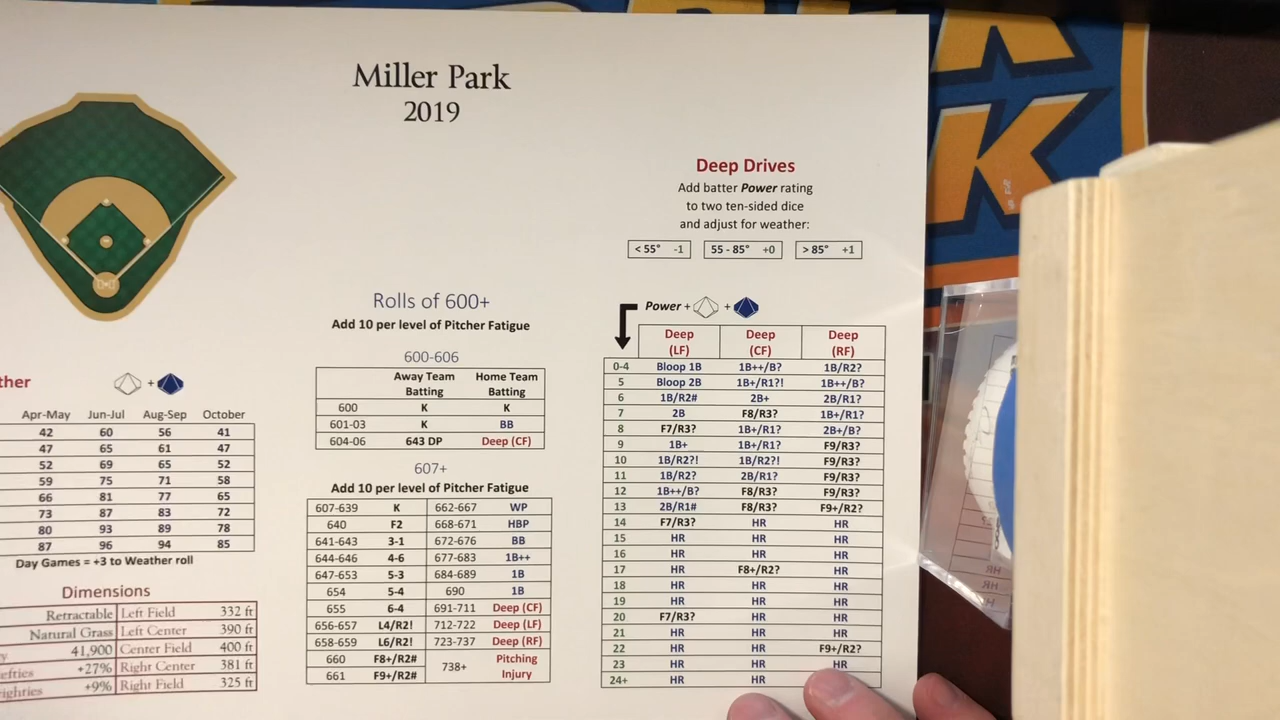 Miller Park
2019
Deep Drives
Add batter Power rating
to two ten-sided dice
and adjust for weather:
< 55° -1 55 - 85° +0 > 85° +1
Rolls of 600+
Add 10 per level of Pitcher Fatigue
600-606
Away Team Batting Home Team Batting
600 K K
601-03 K BB
604-06 643 DP Deep (CF)
607+
Add 10 per level of Pitcher Fatigue
607-639 K 662-667 WP
640 F2 668-671 HBP
641-643 3-1 672-676 BB
644-646 4-6 677-683 1B++
647-653 5-3 684-689 1B
654 5-4 690 1B
655 6-4 691-711 Deep (CF)
656-657 L4/R2! 712-722 Deep (LF)
658-659 L6/R2! 723-737 Deep (RF)
660 F8+/R2# 738+ Pitching Injury
661 F9+/R2#
Power + +
Deep (LF) Deep (CF) Deep (RF)
0-4 Bloop 1B 1B++/B? 1B/R2?
5 Bloop 2B 1B+/R1?! 1B++/B?
6 1B/R2# 2B+ 2B/R1?
7 2B F8/R3? 1B+/R1?
8 F7/R3? 1B+/R1? 2B+/B?
9 1B+ 1B+/R1? F9/R3?
10 1B/R2?! 1B/R2?! F9/R3?
11 1B/R2? 2B/R1? F9/R3?
12 1B++/B? F8/R3? F9/R3?
13 2B/R1# F8/R3? F9+/R2?
14 F7/R3? HR HR
15 HR HR HR
16 HR HR HR
17 HR F8+/R2? HR
18 HR HR HR
19 HR HR HR
20 F7/R3? HR HR
21 HR HR HR
22 HR HR F9+/R2?
23 HR HR HR
24+ HR HR
ther +
Apr-May Jun-Jul Aug-Sep October
42 60 56 41
47 65 61 47
52 69 65 52
59 75 71 58
66 81 77 65
73 87 83 72
80 93 89 78
87 96 94 85
Day Games = +3 to Weather roll
Dimensions
Retractable Left Field 332 ft
Natural Grass Left Center 390 ft
y 41,900 Center Field 400 ft
efties +27% Right Center 381 ft
ighties +9% Right Field 325 ft
K
HR
HR
HR